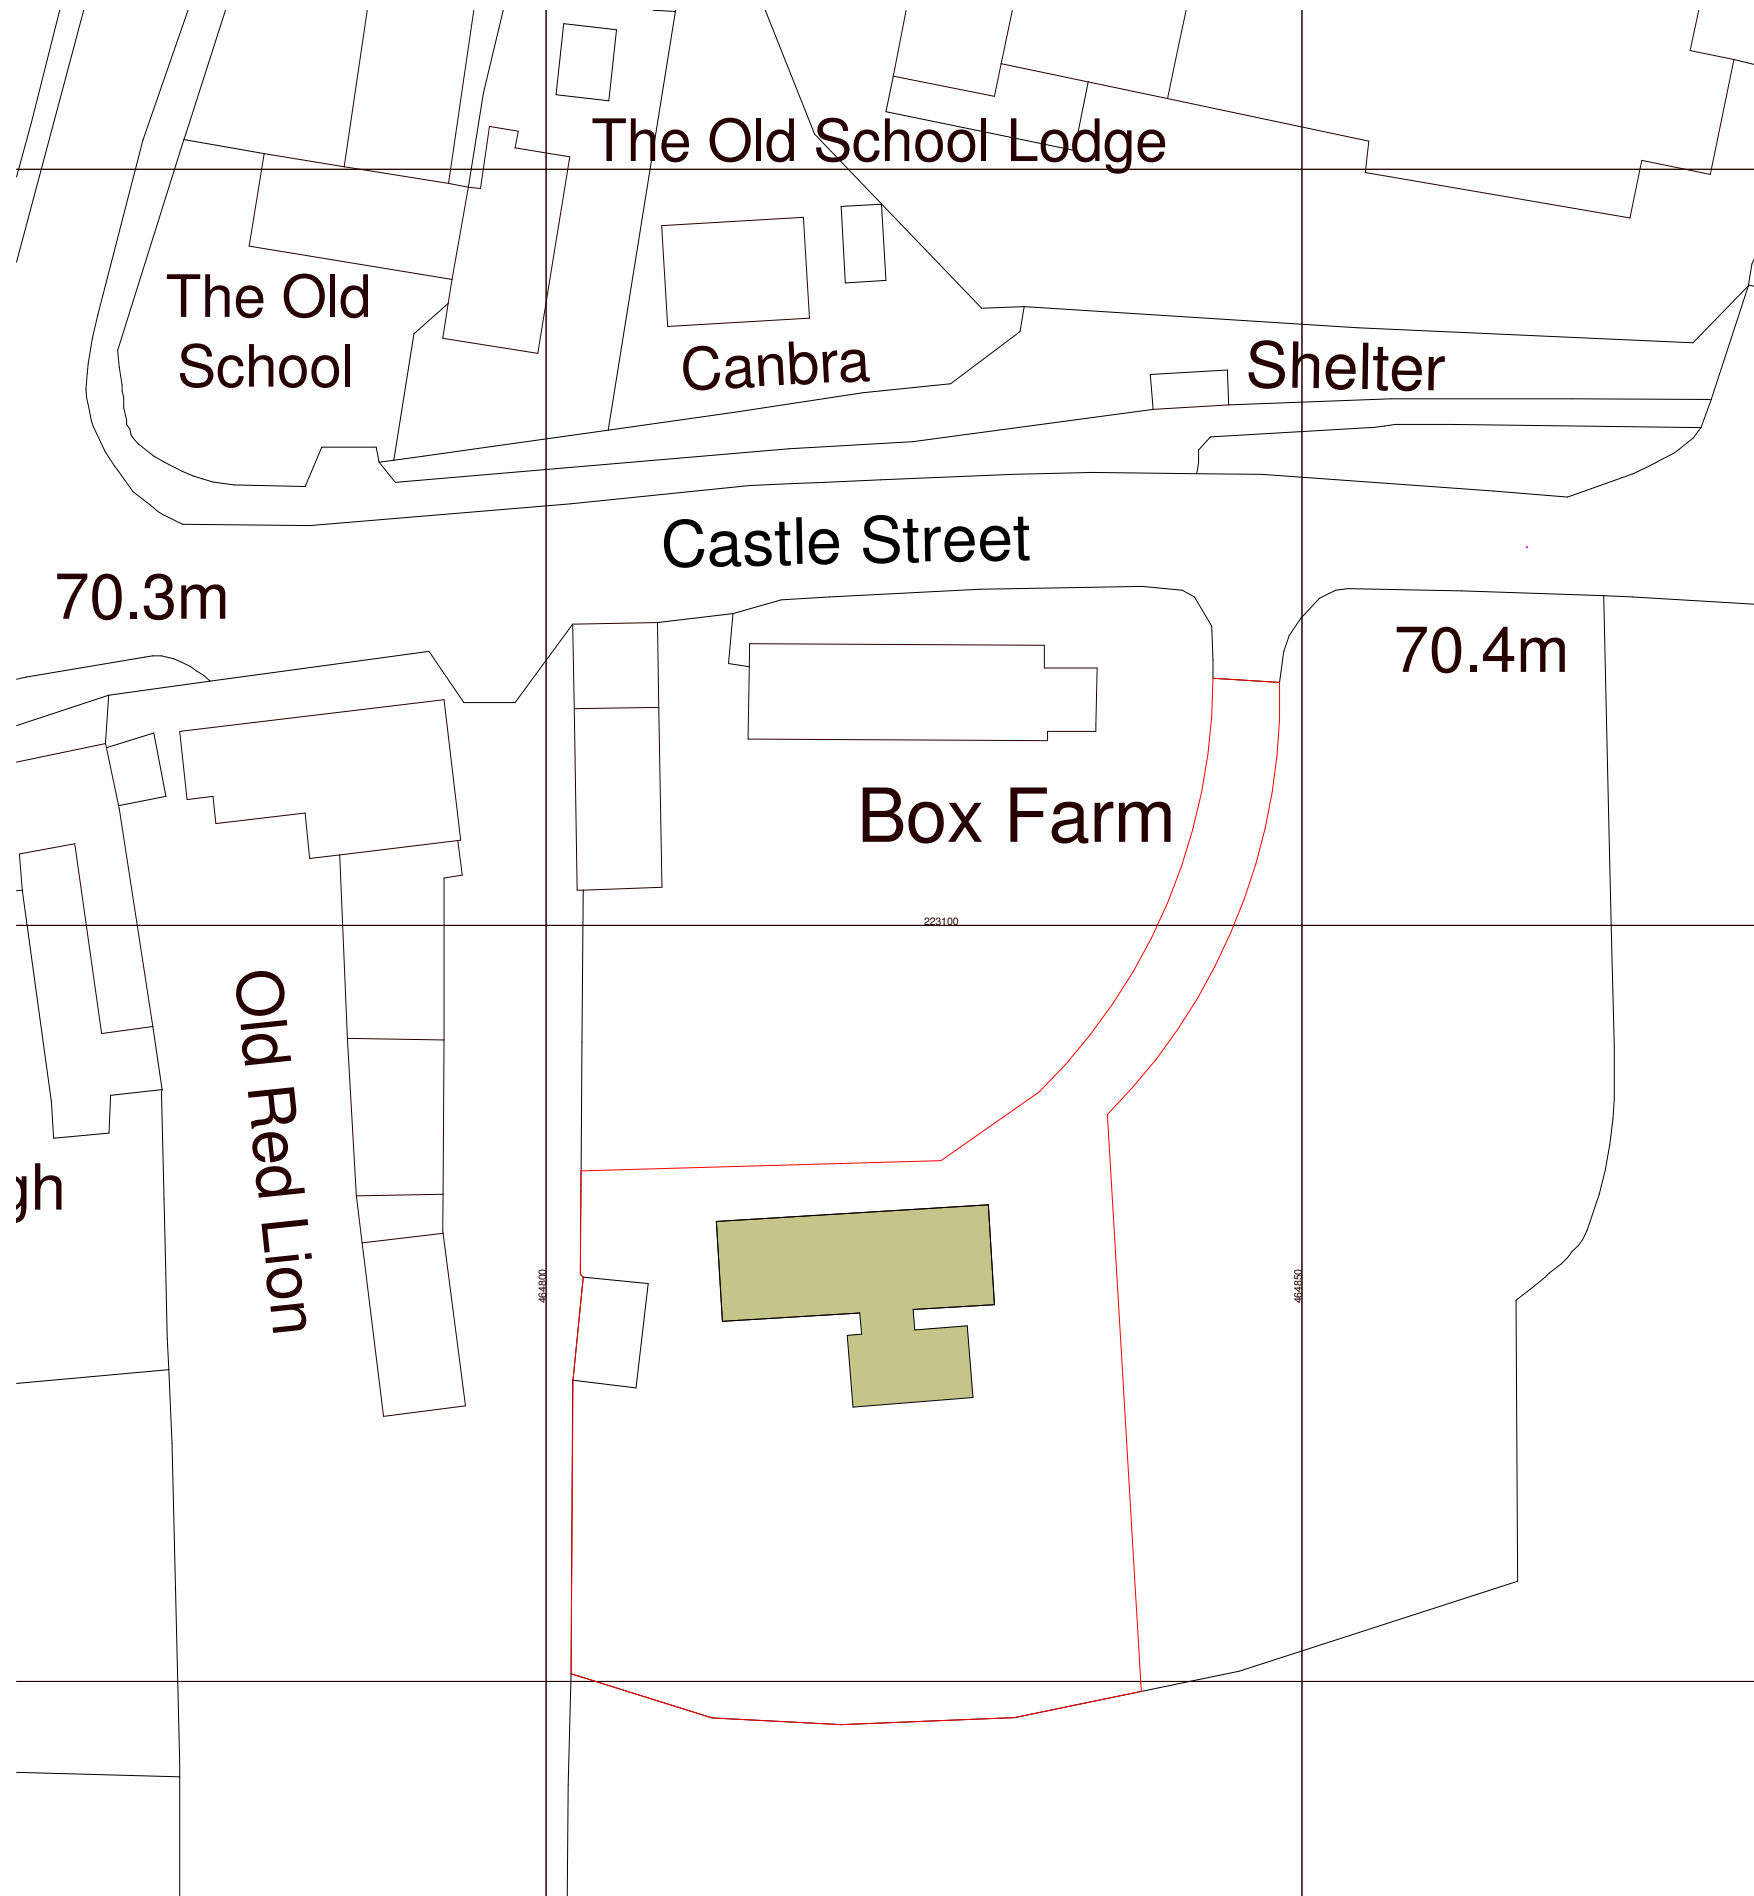 The Old School Lodge
The Old
School
Canbra
Shelter
Castle Street
70.3m
70.4m
Box Farm
223100
Old Red Lion
gh
464800
464850